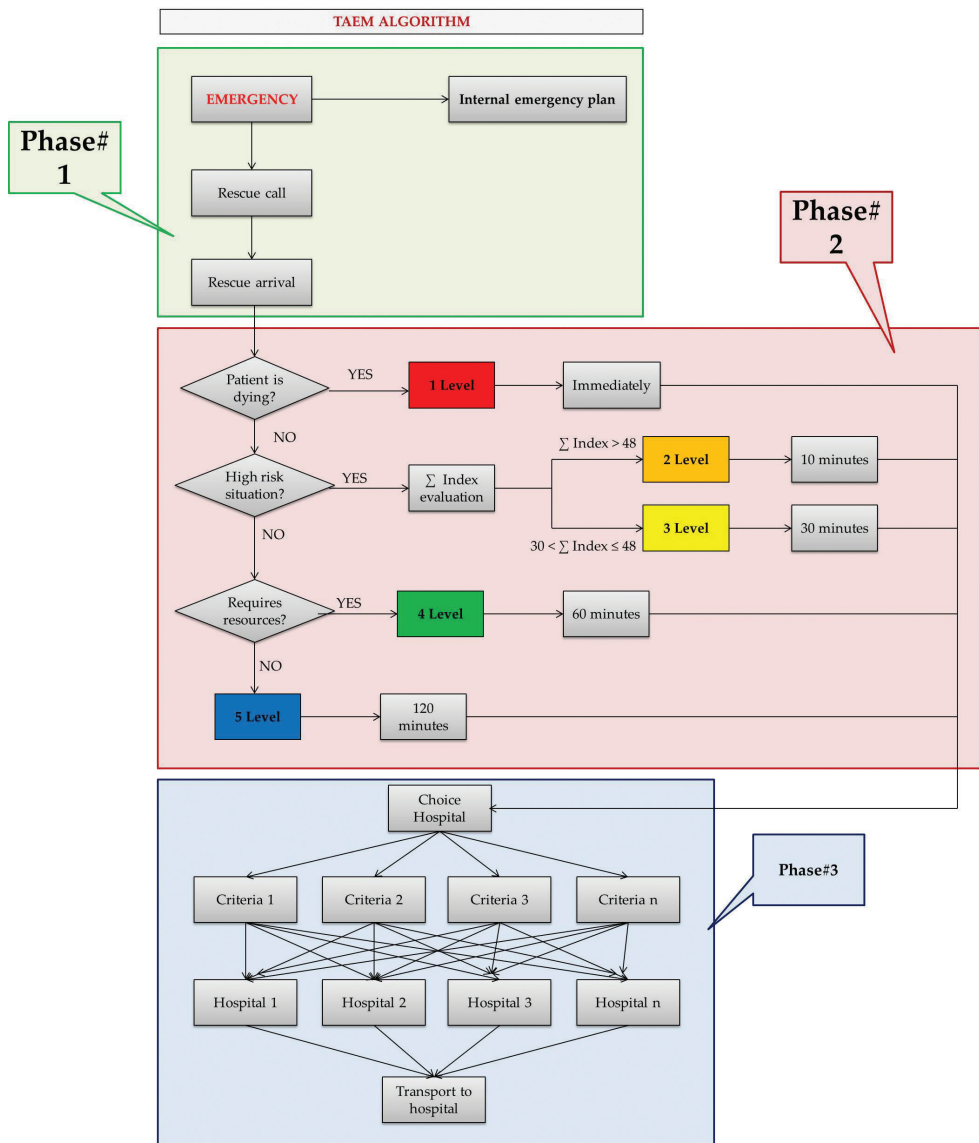 TAEM ALGORITHM
EMERGENCY
Internal emergency plan
Phase#
1
Rescue call
Rescue arrival
Phase#
2
Patient is
dying?
YES
1 Level
Immediately
NO
High risk
situation?
YES
∑ Index
evaluation
∑ Index > 48
2 Level
10 minutes
3 Level
30 minutes
30 < ∑ Index ≤ 48
NO
Requires
resources?
YES
4 Level
60 minutes
NO
5 Level
120
minutes
Choice
Hospital
Phase#3
Criteria 1
Criteria 2
Criteria 3
Criteria n
Hospital 1
Hospital 2
Hospital 3
Hospital n
Transport to
hospital